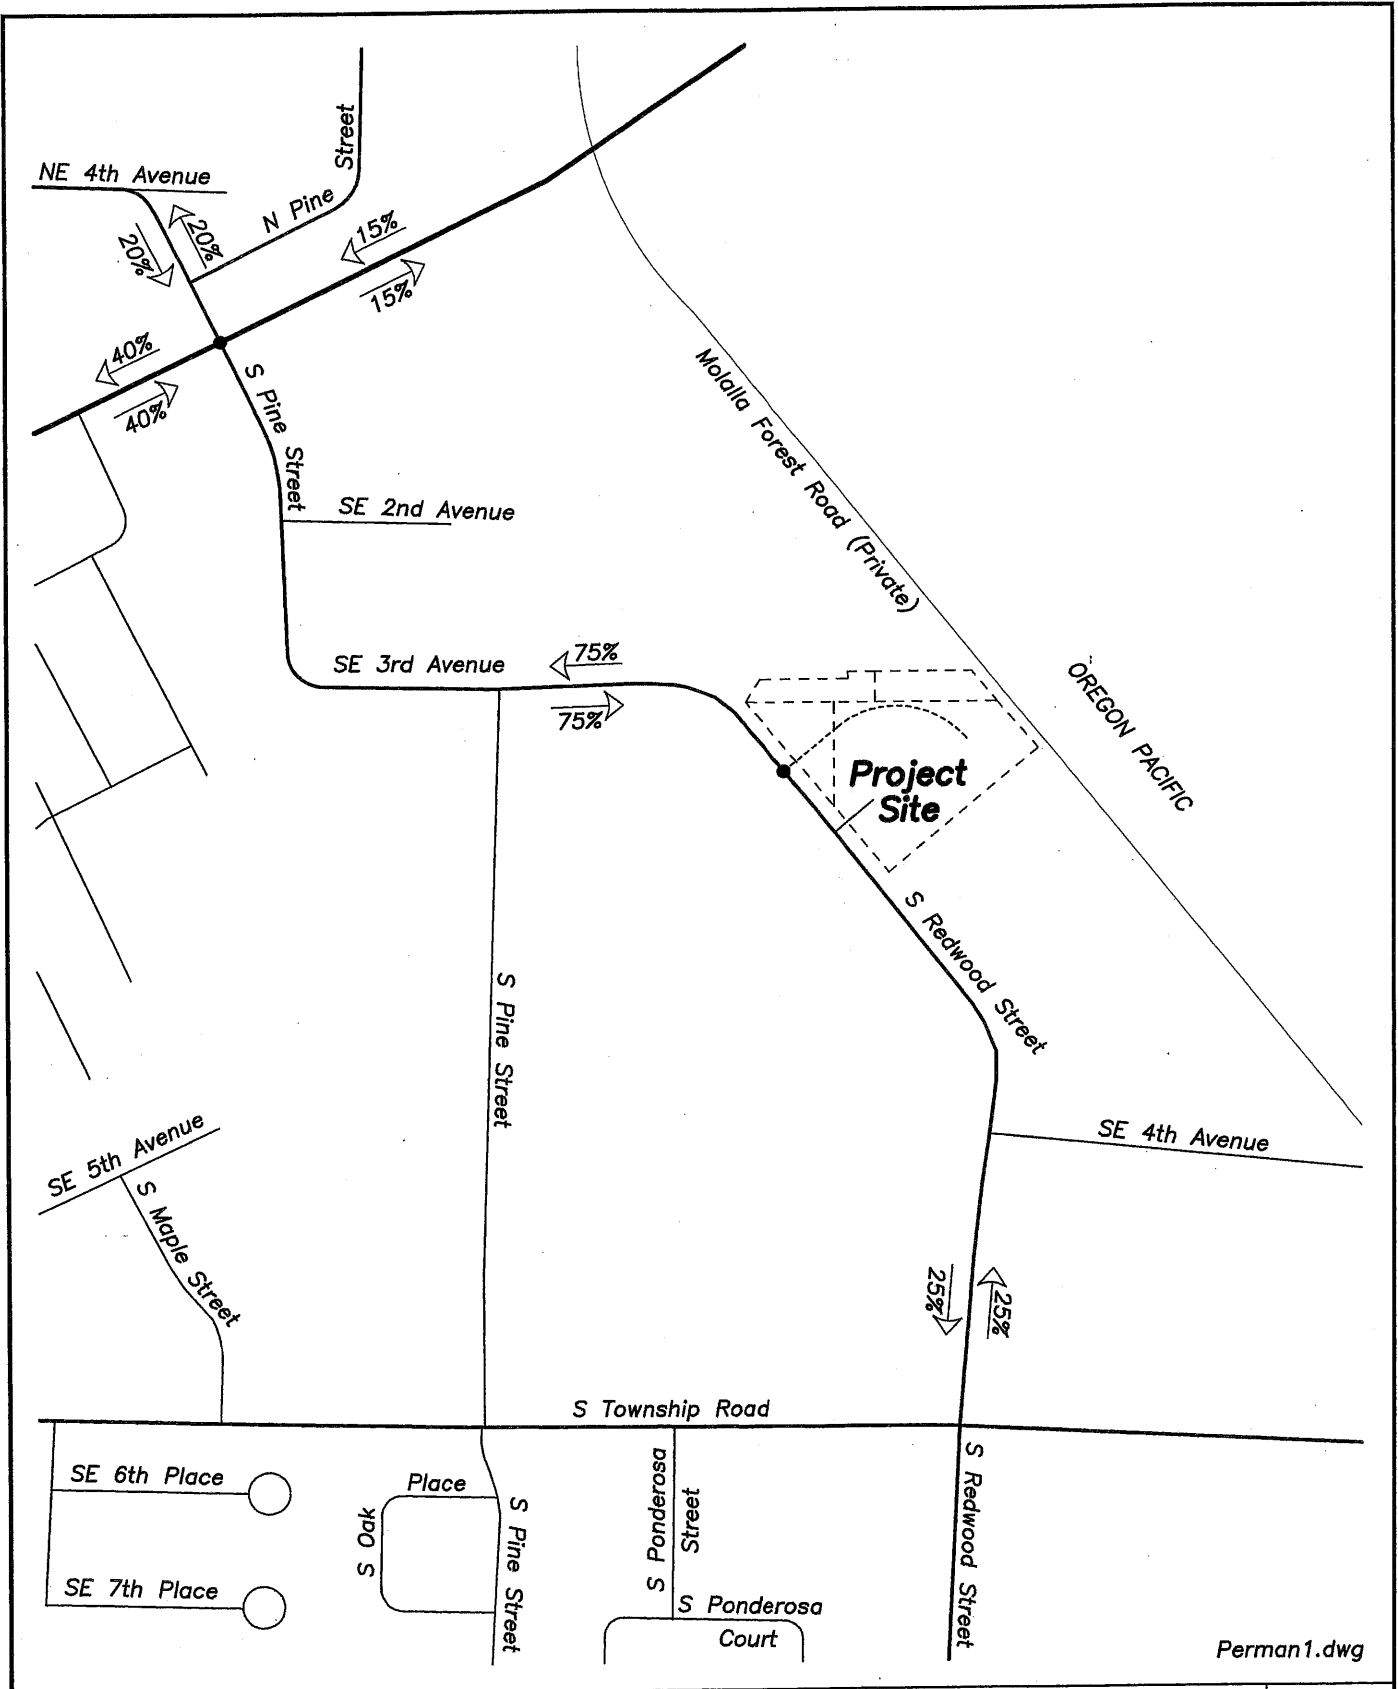 Street
NE 4th Avenue
N Pine
20%
20%
15%
15%
40%
40%
S Pine
Street
SE 2nd Avenue
Molalla Forest Road (Private)
SE 3rd Avenue
75%
75%
OREGON PACIFIC
Project
Site
S Redwood Street
S Pine Street
SE 5th Avenue
SE 4th Avenue
S Maple Street
25%
25%
S Township Road
SE 6th Place
Place
S Oak
S Pine Street
S Ponderosa
Street
S Redwood Street
SE 7th Place
S Ponderosa
Court
Perman1.dwg